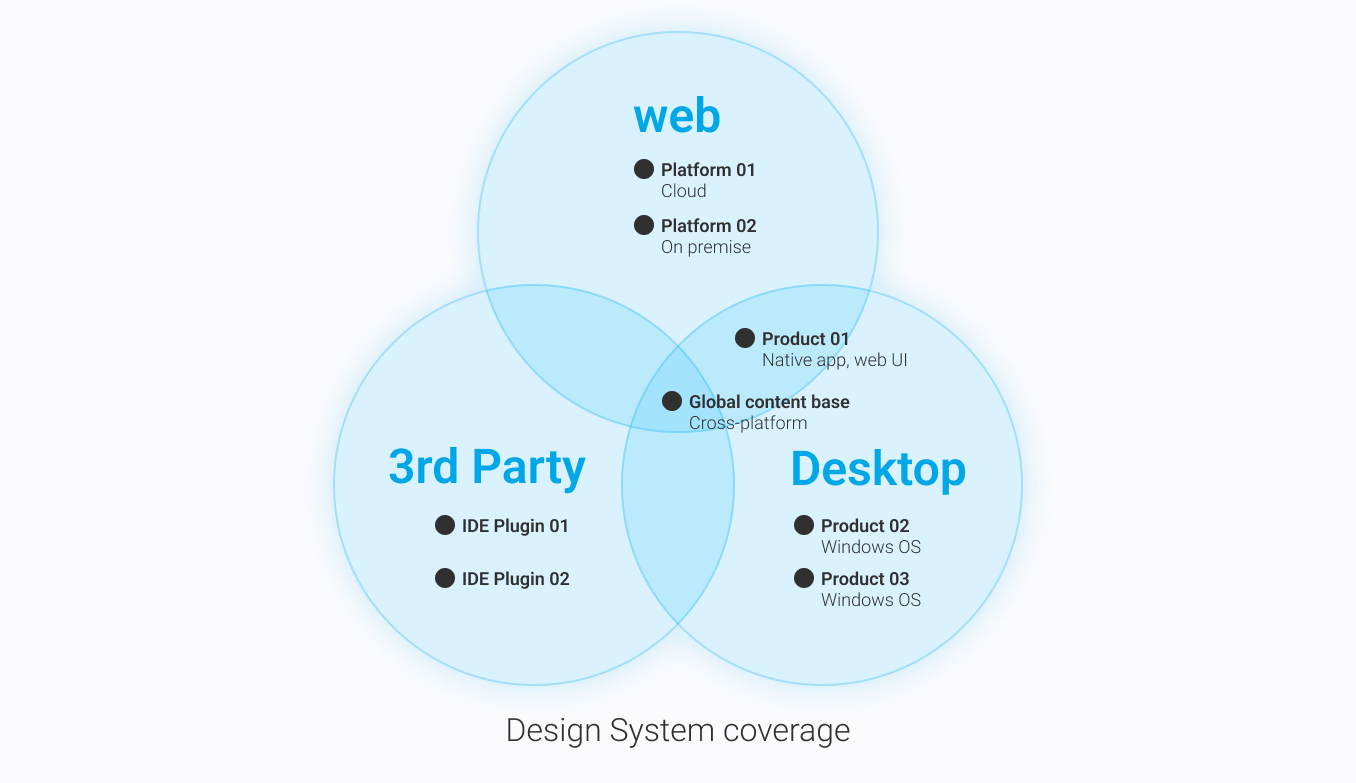 web
Platform 01
Cloud
Platform 02
On premise
Product 01
Native app, web UI
Global content base
Cross-platform
3rd Party
IDE Plugin 01
IDE Plugin 02
Desktop
Product 02
Windows OS
Product 03
Windows OS
Design System coverage